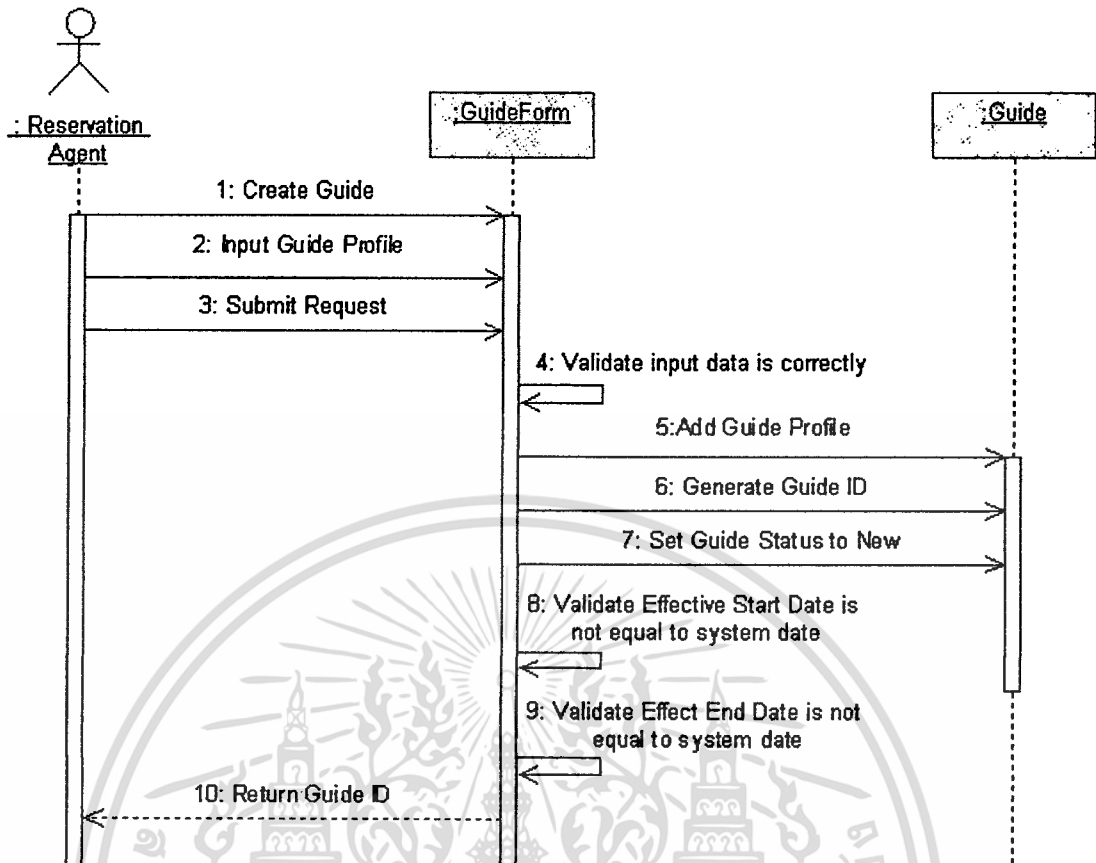 : Reservation
Agent
:GuideForm
:Guide
1: Create Guide
2: Input Guide Profile
3: Submit Request
4: Validate input data is correctly
5:Add Guide Profile
6: Generate Guide ID
7: Set Guide Status to New
8: Validate Effective Start Date is
not equal to system date
9: Validate Effect End Date is not
equal to system date
10: Return Guide ID